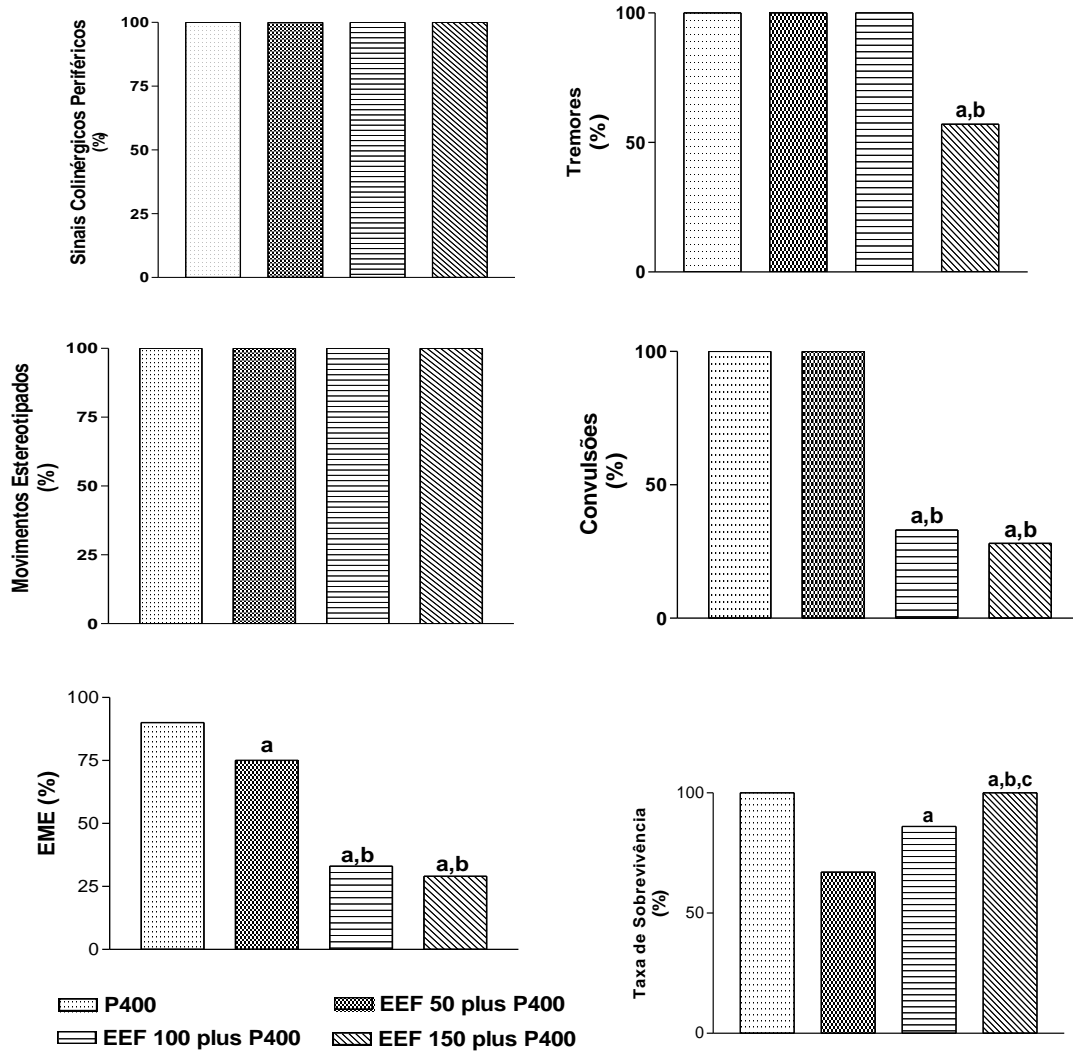 Sinais Colinérgicos Periféricos
(%)
100
75
50
25
0
Tremores
(%)
100
50
0
a,b
Movimentos Estereotipados
(%)
100
75
50
25
0
Convulsões
(%)
100
50
0
a,b
a,b
EME (%)
100
75
50
25
0
a
a,b
a,b
Taxa de Sobrevivência
(%)
100
50
0
a
a,b,c
P400
EEF 50 plus P400
EEF 100 plus P400
EEF 150 plus P400